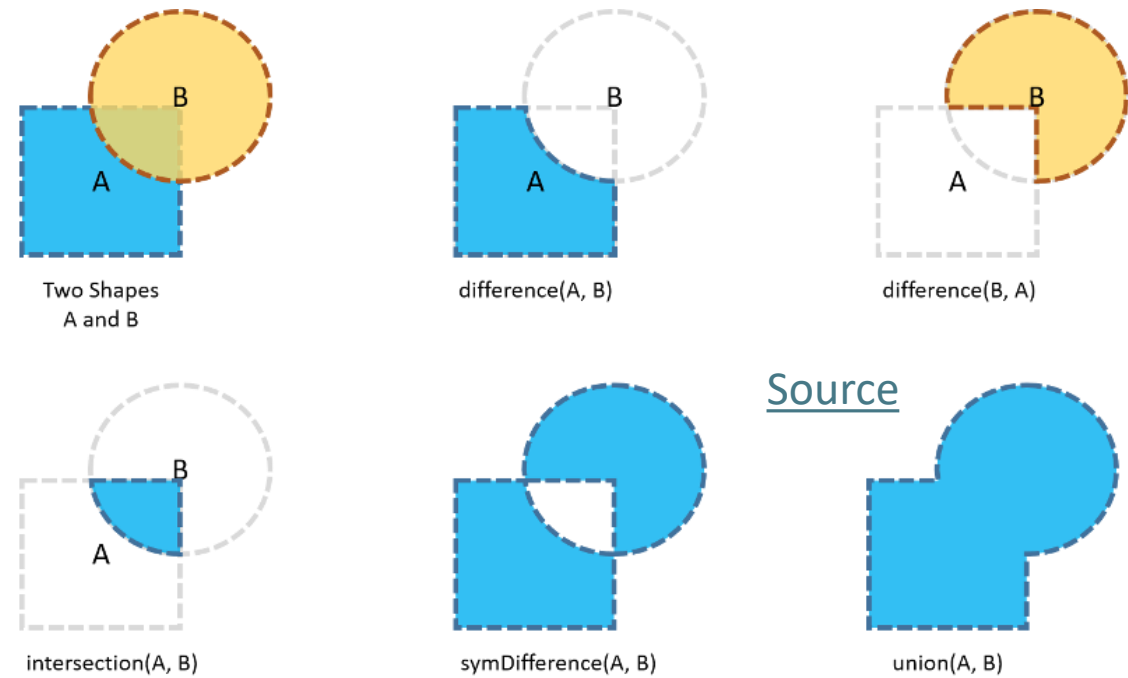 B
A
Two Shapes
A and B
B
A
difference(A, B)
B
A
difference(B, A)
B
A
intersection(A, B)
symDifference(A, B)
Source
union(A, B)